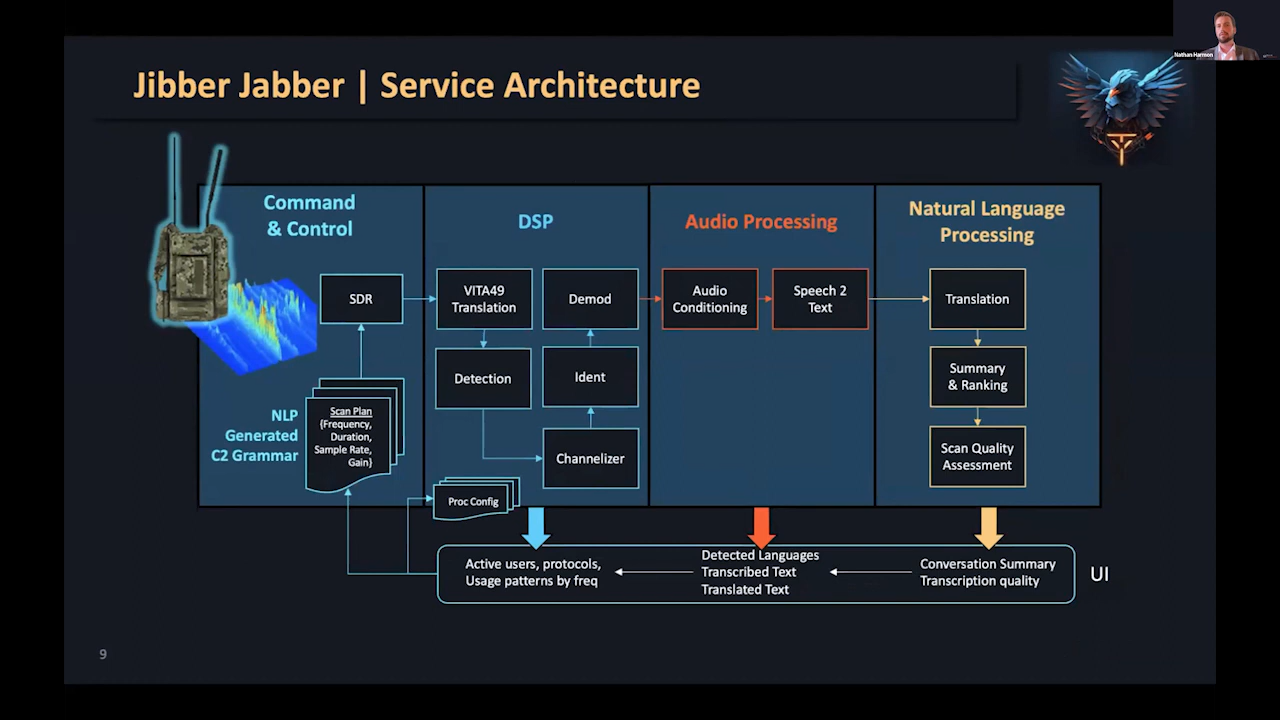 Nathan Harmon
Jibber Jabber | Service Architecture
Command
& Control
DSP
Audio Processing
Natural Language
Processing
SDR
VITA49
Translation
Demod
Audio
Conditioning
Speech 2
Text
Translation
Detection
Ident
Summary
& Ranking
NLP
Generated
C2 Grammar
Scan Plan
(Frequency,
Duration,
Sample Rate,
Gain)
Channelizer
Scan Quality
Assessment
Proc Config
Active users, protocols,
Usage patterns by freq
Detected Languages
Transcribed Text
Translated Text
Conversation Summary
Transcription quality
UI
9